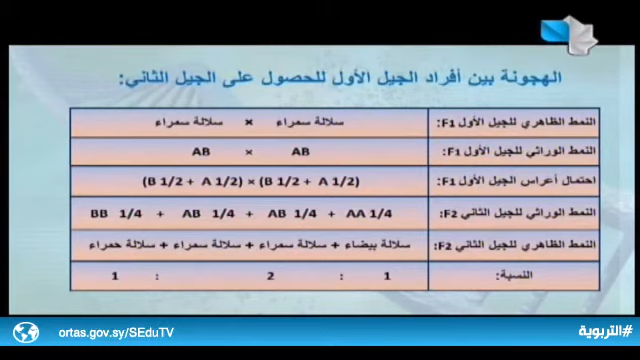 الهجونة بين أفراد الجيل الأول للحصول على الجيل الثاني:
النمط الظاهري للجيل الأول F1: سلالة سمراء × سلالة سمراء
النمط الوراثي للجيل الأول F1: AB × AB
احتمال أعراس الجيل الأول F1: (B 1/2 + A 1/2) × (B 1/2 + A 1/2)
النمط الوراثي للجيل الثاني F2: AA 1/4 + AB 1/4 + AB 1/4 + BB 1/4
النمط الظاهري للجيل الثاني F2: سلالة بيضاء + سلالة سمراء + سلالة سمراء + سلالة حمراء
النسبة: 1 : 2 : 1
ortas.gov.sy/SEduTV #التربوية